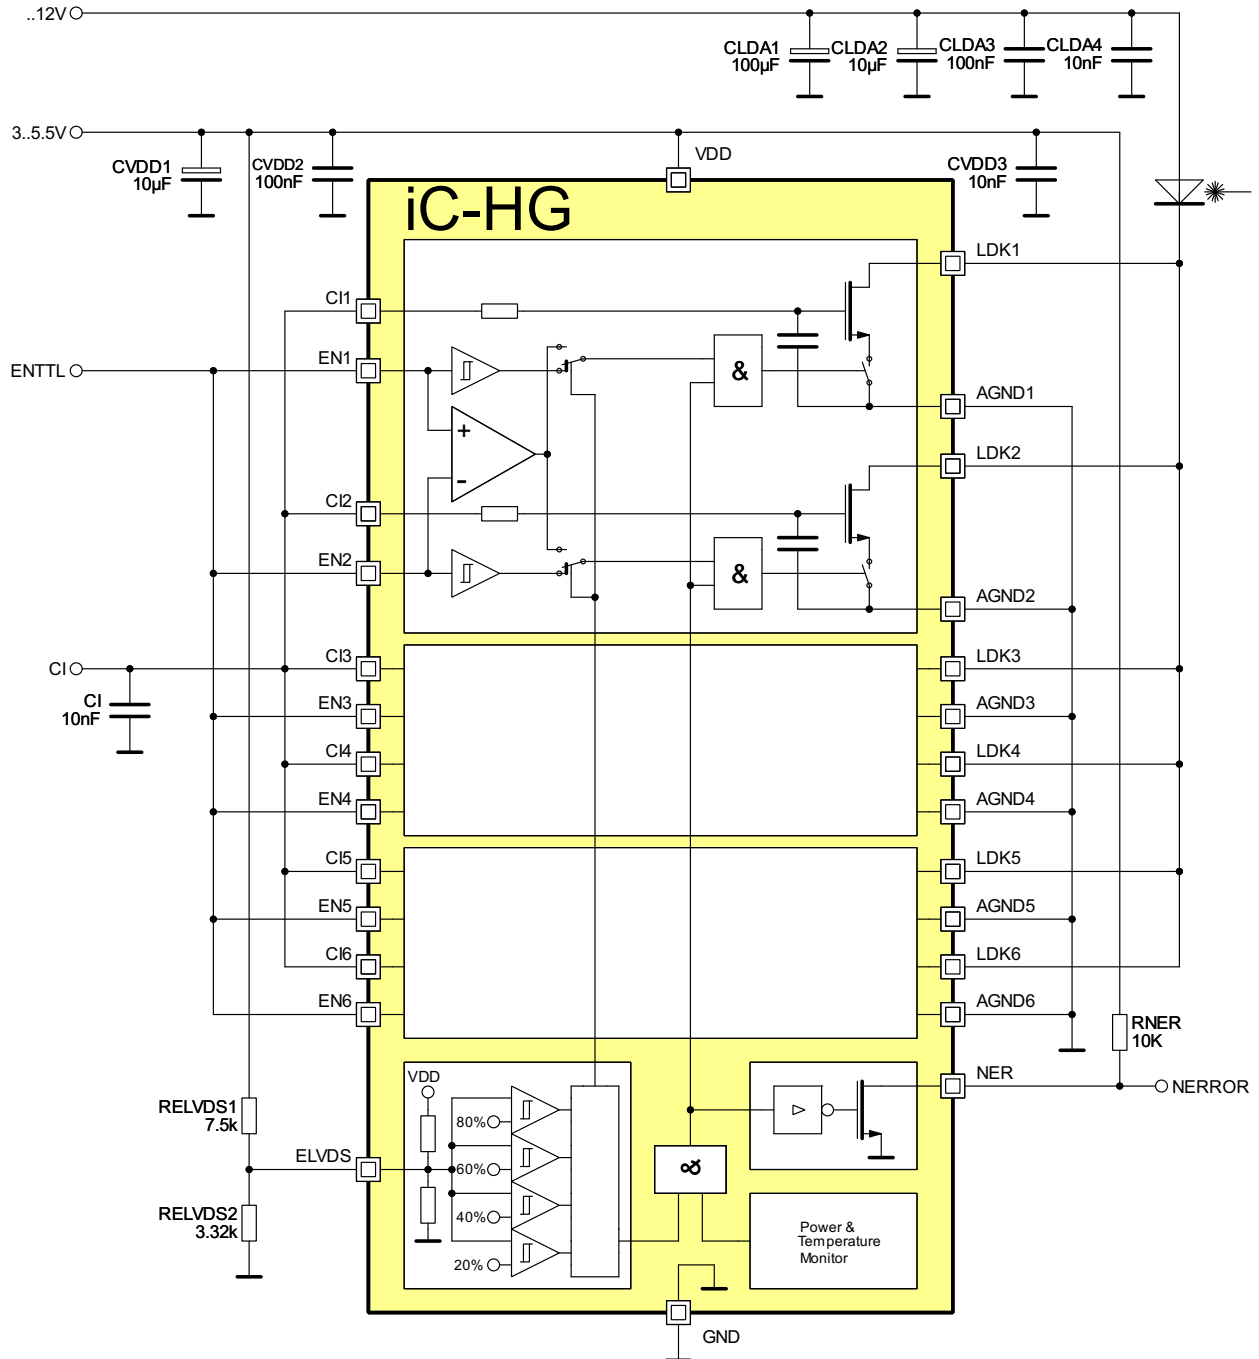 ..12V
CLDA1
100µF
CLDA2
10µF
CLDA3
100nF
CLDA4
10nF
3..5.5V
CVDD1
10µF
CVDD2
100nF
VDD
CVDD3
10nF
iC-HG
LDK1
CI1
EN1
ENTTL
&
AGND1
+
-
LDK2
CI2
EN2
&
AGND2
CI3
LDK3
CI
CI
10nF
EN3
AGND3
CI4
LDK4
EN4
AGND4
CI5
LDK5
EN5
AGND5
CI6
LDK6
EN6
AGND6
RNER
10K
VDD
NER
NERROR
RELVDS1
7.5k
80%
ELVDS
60%
&
RELVDS2
3.32k
40%
20%
Power &
Temperature
Monitor
GND